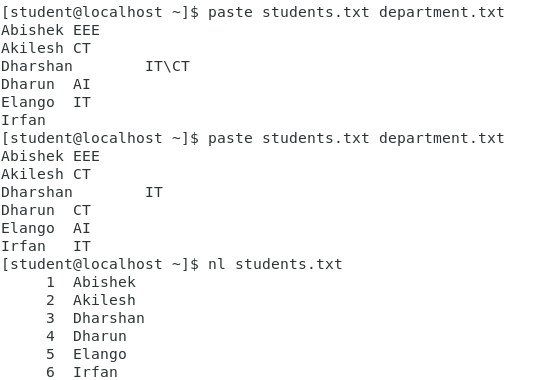 [student@localhost ~]$ paste students.txt department.txt
Abishek EEE
Akilesh CT
Dharshan        IT\CT
Dharun  AI
Elango  IT
Irfan
[student@localhost ~]$ paste students.txt department.txt
Abishek EEE
Akilesh CT
Dharshan        IT
Dharun  CT
Elango  AI
Irfan   IT
[student@localhost ~]$ nl students.txt
     1  Abishek
     2  Akilesh
     3  Dharshan
     4  Dharun
     5  Elango
     6  Irfan